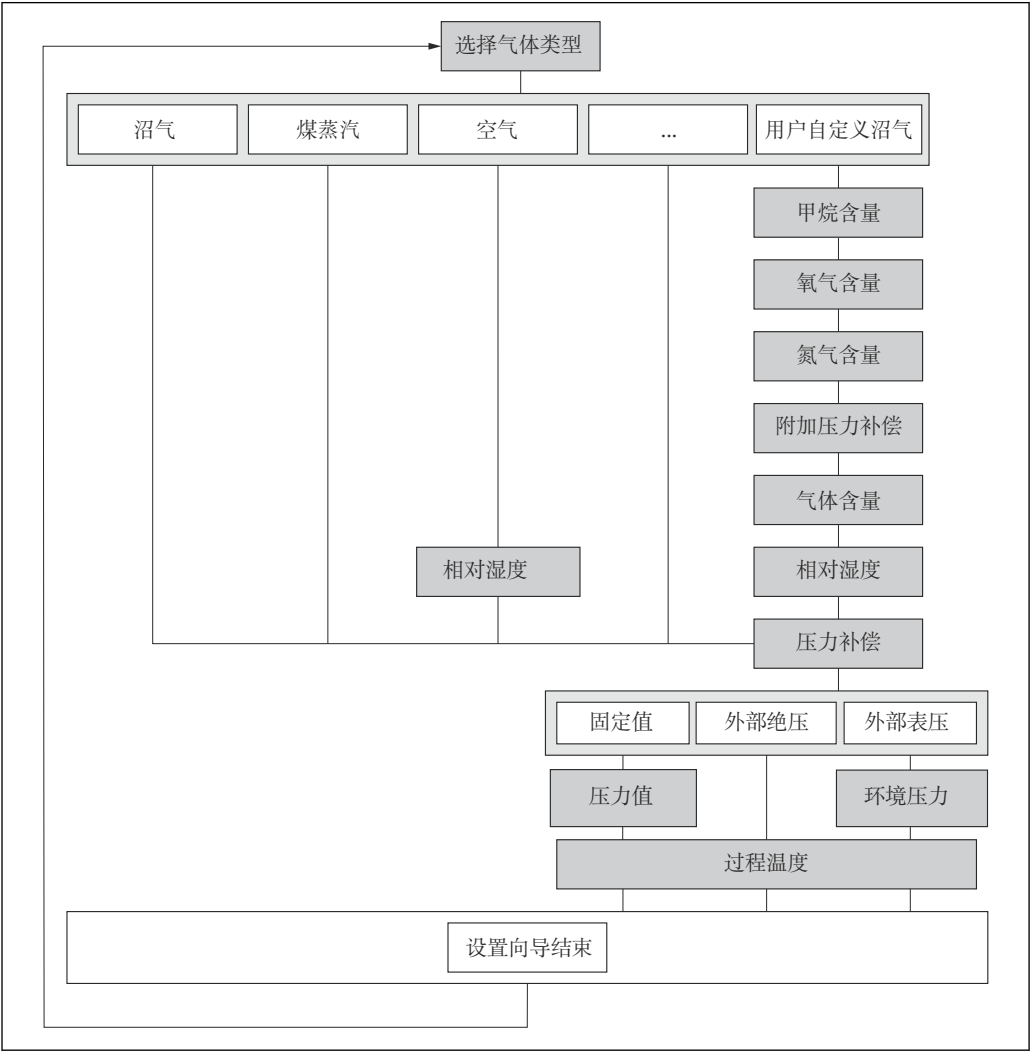 选择气体类型
沼气
煤蒸汽
空气
...
用户自定义沼气
甲烷含量
氧气含量
氮气含量
附加压力补偿
气体含量
相对湿度
相对湿度
压力补偿
固定值
外部绝压
外部表压
压力值
环境压力
过程温度
设置向导结束